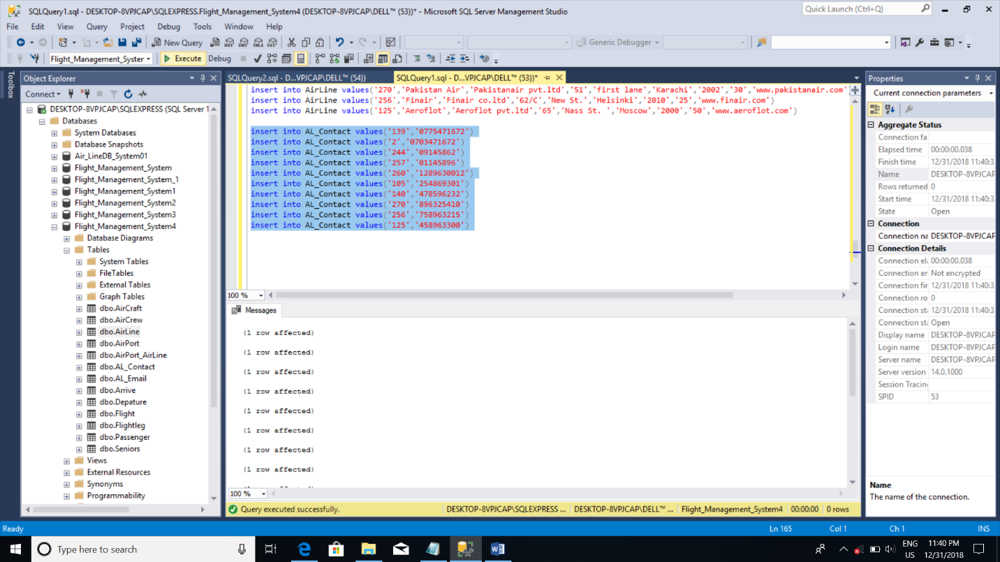 SQLQuery1.sql - DESKTOP-8VPJCAP\SQLEXPRESS.Flight_Management_System4 (DESKTOP-8VPJCAP\DELL™ (53))* - Microsoft SQL Server Management Studio
Quick Launch (Ctrl+Q)
File Edit View Query Project Debug Tools Window Help
New Query
MDX DMX XMLA DAX
Generic Debugger
Flight_Management_Syster
Execute Debug
Toolbox
Object Explorer
Connect
DESKTOP-8VPJCAP\SQLEXPRESS (SQL Server 1
Databases
System Databases
Database Snapshots
Air_LineDB_System01
Flight_Management_System
Flight_Management_System_1
Flight_Management_System1
Flight_Management_System2
Flight_Management_System3
Flight_Management_System4
Database Diagrams
Tables
System Tables
FileTables
External Tables
Graph Tables
dbo.AirCraft
dbo.AirCrew
dbo.AirLine
dbo.AirPort
dbo.AirPort_AirLine
dbo.AL_Contact
dbo.AL_Email
dbo.Arrive
dbo.Depature
dbo.Flight
dbo.Flightleg
dbo.Passenger
dbo.Seniors
Views
External Resources
Synonyms
Programmability
SQLQuery2.sql - D...VPJCAP\DELL™ (54))
SQLQuery1.sql - D...VPJCAP\DELL™ (53))*
insert into AirLine values('270','Pakistan Air','Pakistanair pvt.ltd','51','first lane','Karachi','2002','30','www.pakistanair.com'
insert into AirLine values('256','Finair','Finair co.ltd','62/C','New St.','Helsinki','2010','25','www.finair.com')
insert into AirLine values('125','Aeroflot','Aeroflot pvt.ltd','65','Nass St. ','Moscow','2000','50','www.aeroflot.com')
insert into AL_Contact values('139','0775471672')
insert into AL_Contact values('2','0703471672')
insert into AL_Contact values('244','09145862')
insert into AL_Contact values('257','01145896')
insert into AL_Contact values('260','1289630012')
insert into AL_Contact values('105','254869301')
insert into AL_Contact values('140','478596232')
insert into AL_Contact values('270','896325410')
insert into AL_Contact values('256','758963215')
insert into AL_Contact values('125','458963300')
100 %
Messages
(1 row affected)
(1 row affected)
(1 row affected)
(1 row affected)
(1 row affected)
(1 row affected)
(1 row affected)
(1 row affected)
100 %
Query executed successfully.
DESKTOP-8VPJCAP\SQLEXPRESS ... DESKTOP-8VPJCAP\DELL™ ... Flight_Management_System4 00:00:00 0 rows
Properties
Current connection parameters
Aggregate Status
Connection fa
Elapsed time 00:00:00.038
Finish time 12/31/2018 11:40:3
Name DESKTOP-8VPJCAP
Rows returned 0
Start time 12/31/2018 11:40:3
State Open
Connection
Connection na DESKTOP-8VPJCAP
Connection Details
Connection el 00:00:00.038
Connection er Not encrypted
Connection fir 12/31/2018 11:40:3
Connection ro 0
Connection st 12/31/2018 11:40:3
Connection st Open
Display name DESKTOP-8VPJCAP
Login name DESKTOP-8VPJCAP
Server name DESKTOP-8VPJCAP
Server version 14.0.1000
Session Tracin
SPID 53
Name
The name of the connection.
Ready
Ln 165 Col 1 Ch 1 INS
Type here to search
ENG
US
11:40 PM
12/31/2018